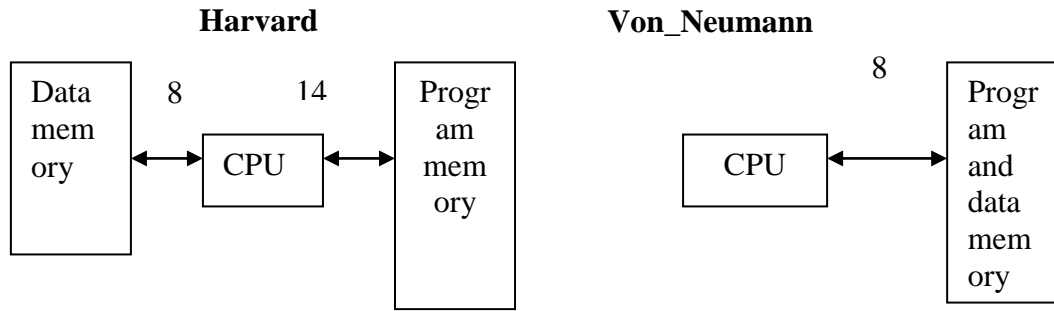 Harvard
Von_Neumann
Data
mem
ory
8
CPU
14
Progr
am
mem
ory
CPU
8
Progr
am
and
data
mem
ory